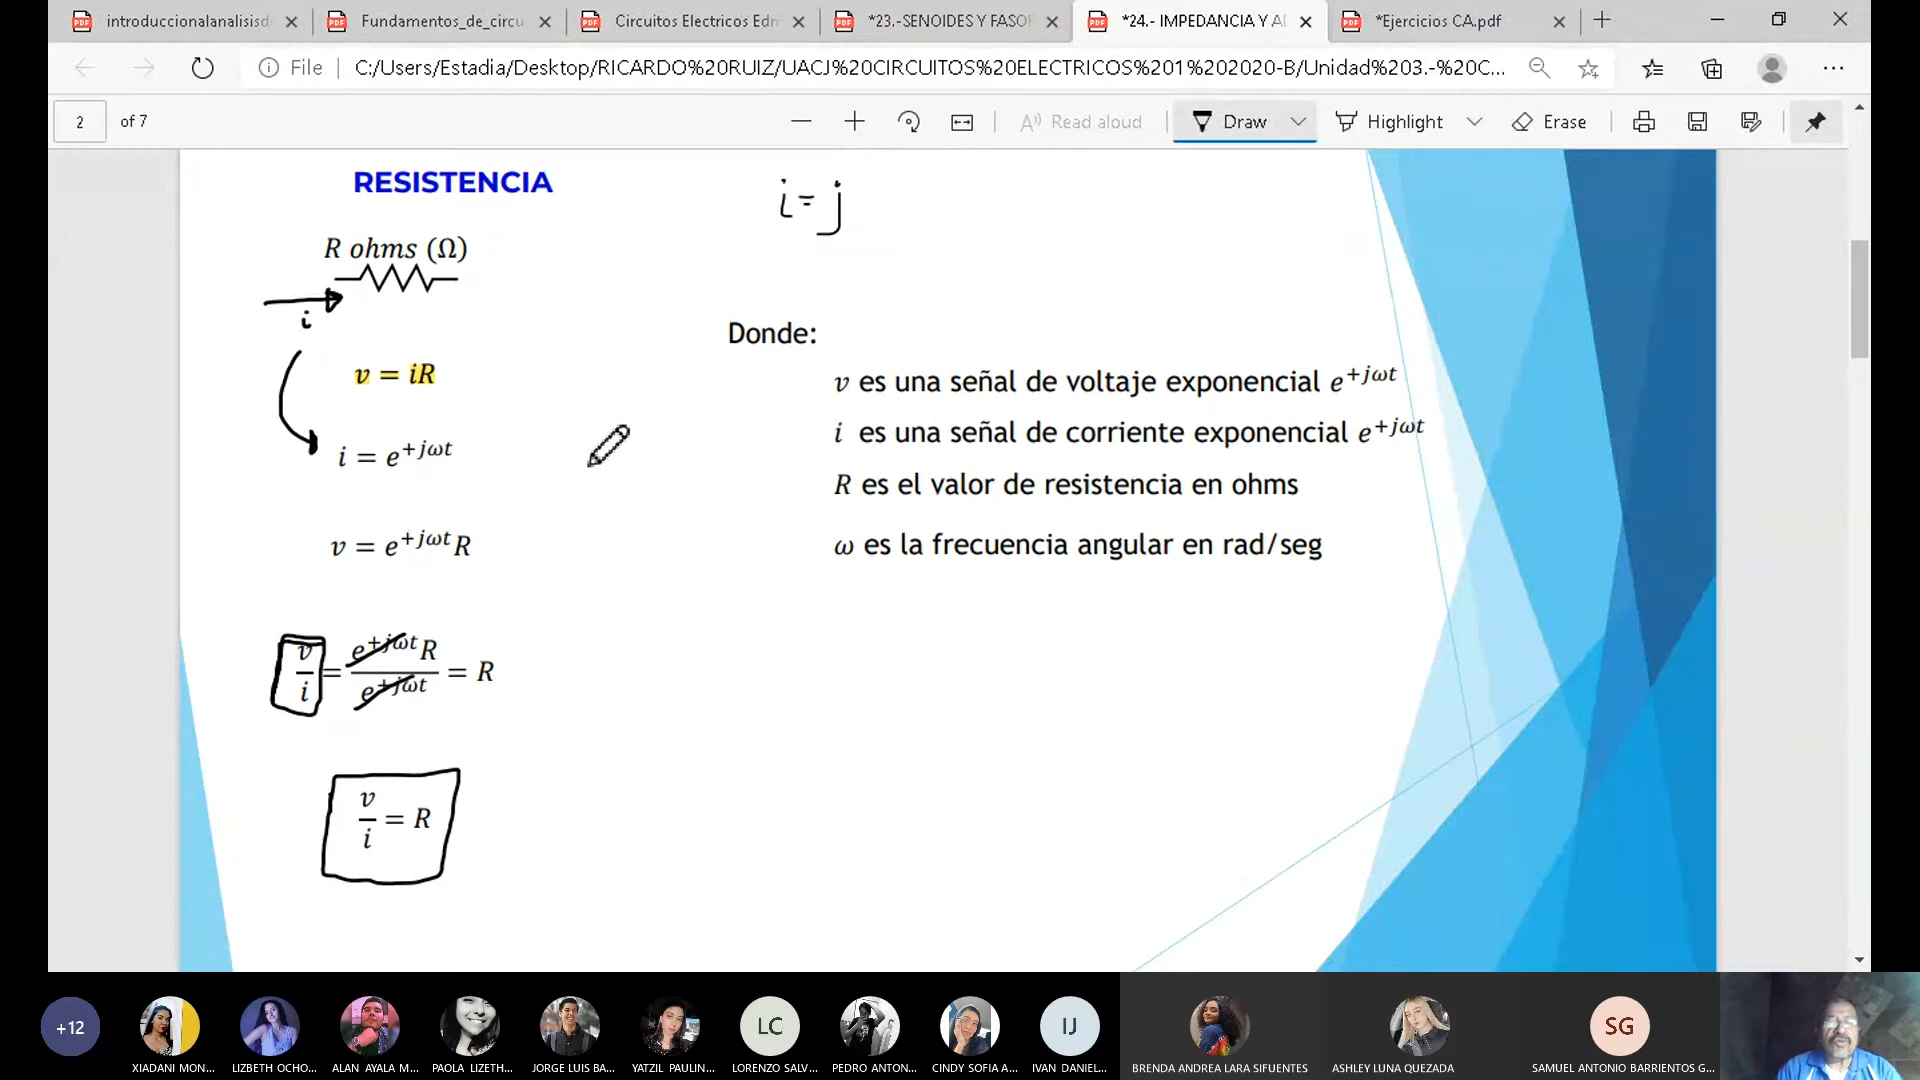 introduccionalanalisisd
Fundamentos_de_circu
Circuitos Electricos Edm
*23.-SENOIDES Y FASOR
*24.- IMPEDANCIA Y AD
*Ejercicios CA.pdf
File
C:/Users/Estadia/Desktop/RICARDO%20RUIZ/UACJ%20CIRCUITOS%20ELECTRICOS%201%202020-B/Unidad%203.-%20C...
2 of 7
Read aloud
Draw
Highlight
Erase
RESISTENCIA
i = j
R ohms (Ω)
i
v = iR
i = e^{+jωt}
v = e^{+jωt}R
v/i = e^{+jωt}R / e^{+jωt} = R
v/i = R
Donde:
v es una señal de voltaje exponencial e^{+jωt}
i es una señal de corriente exponencial e^{+jωt}
R es el valor de resistencia en ohms
ω es la frecuencia angular en rad/seg
+12
LC
IJ
SG
XIADANI MON...
LIZBETH OCHO...
ALAN AYALA M...
PAOLA LIZETH...
JORGE LUIS BA...
YATZIL PAULIN...
LORENZO SALV...
PEDRO ANTON...
CINDY SOFIA A...
IVAN DANIEL...
BRENDA ANDREA LARA SIFUENTES
ASHLEY LUNA QUEZADA
SAMUEL ANTONIO BARRIENTOS G...